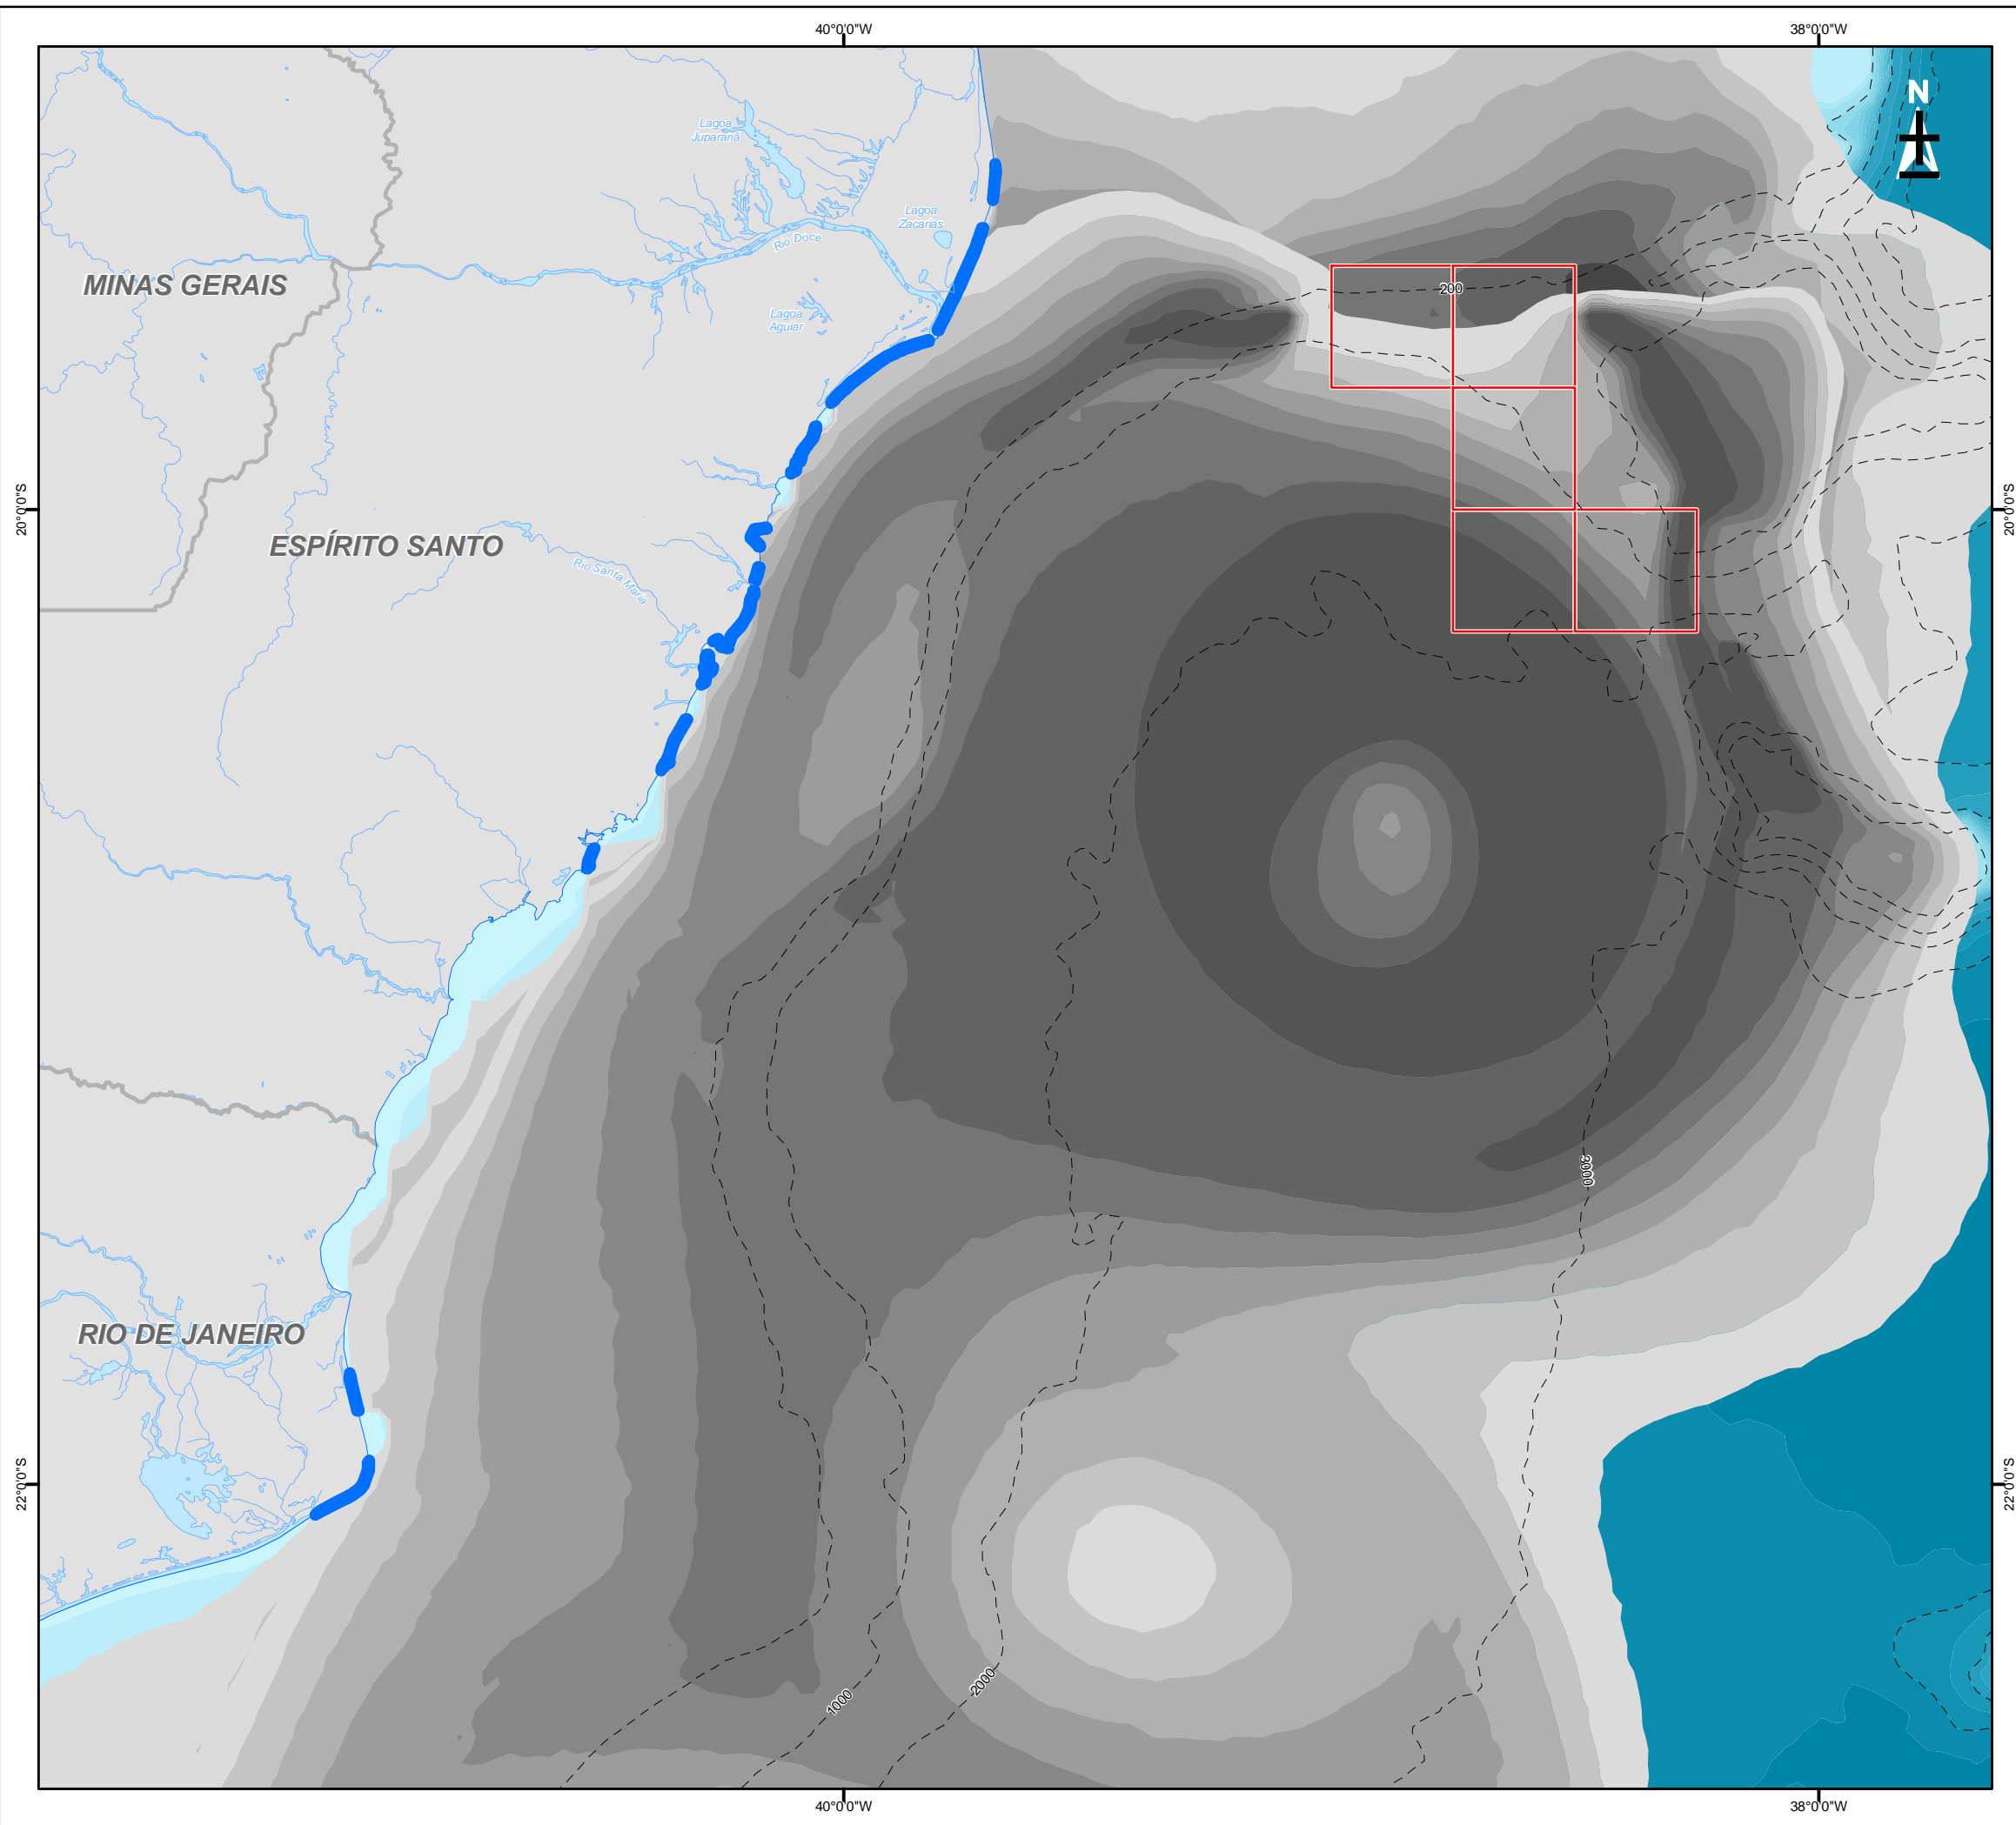 40°0'0"W
38°0'0"W
N
Lagoa
Juparanã
Lagoa
Zacarias
Rio Doce
MINAS GERAIS
200
Lagoa
Aguiar
20°0'0"S
20°0'0"S
ESPÍRITO SANTO
Rio Santa Maria
3000
RIO DE JANEIRO
22°0'0"S
22°0'0"S
1000
-2000
40°0'0"W
38°0'0"W